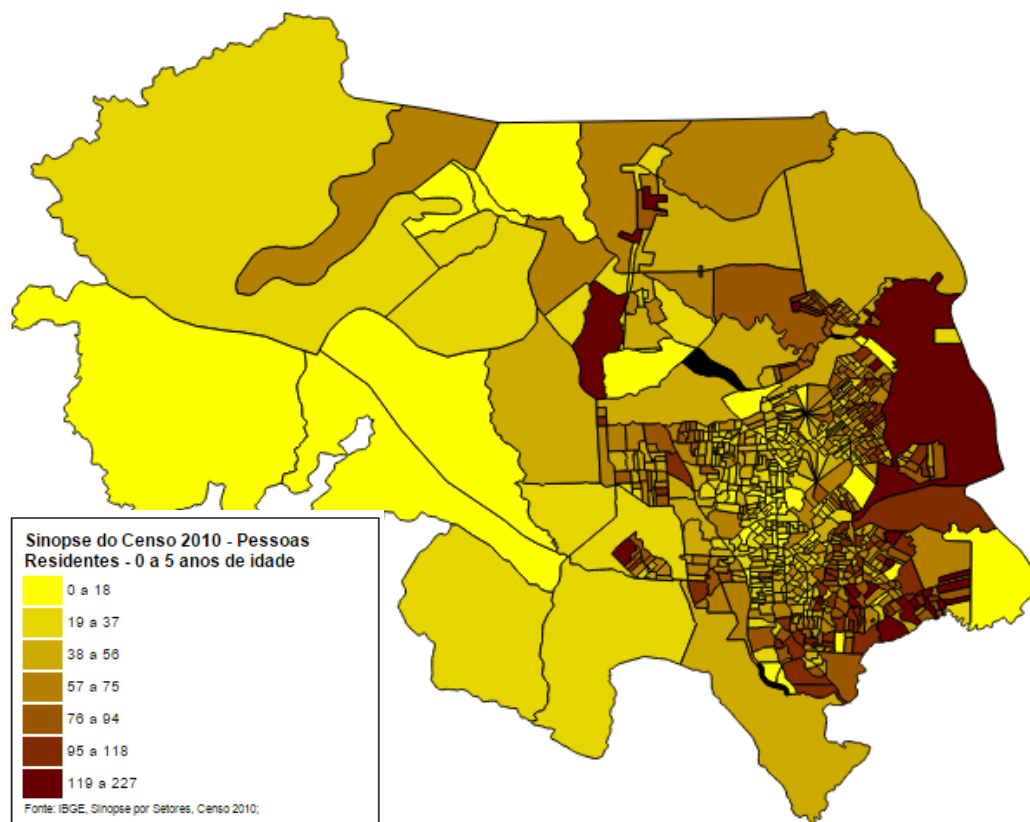 Sinopse do Censo 2010 - Pessoas
Residentes - 0 a 5 anos de idade
0 a 18
19 a 37
38 a 56
57 a 75
76 a 94
95 a 118
119 a 227
Fonte: IBGE, Sinopse por Setores, Censo 2010;